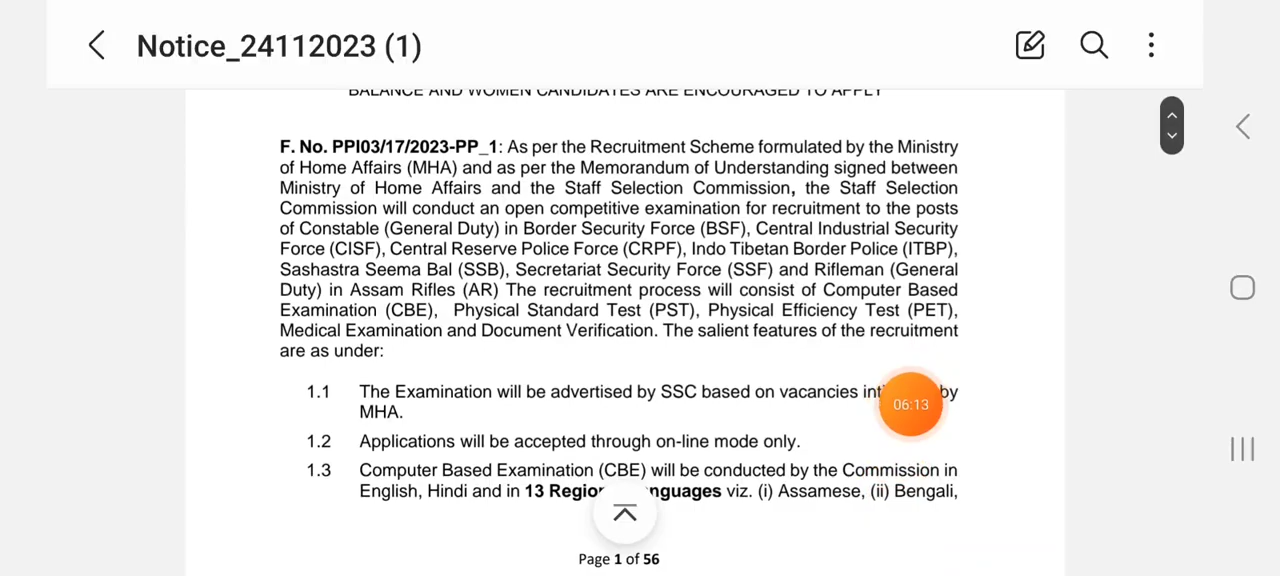 Notice_24112023 (1)
BALANCE AND WOMEN CANDIDATES ARE ENCOURAGED TO APPLY
F. No. PPI03/17/2023-PP_1: As per the Recruitment Scheme formulated by the Ministry
of Home Affairs (MHA) and as per the Memorandum of Understanding signed between
Ministry of Home Affairs and the Staff Selection Commission, the Staff Selection
Commission will conduct an open competitive examination for recruitment to the posts
of Constable (General Duty) in Border Security Force (BSF), Central Industrial Security
Force (CISF), Central Reserve Police Force (CRPF), Indo Tibetan Border Police (ITBP),
Sashastra Seema Bal (SSB), Secretariat Security Force (SSF) and Rifleman (General
Duty) in Assam Rifles (AR) The recruitment process will consist of Computer Based
Examination (CBE), Physical Standard Test (PST), Physical Efficiency Test (PET),
Medical Examination and Document Verification. The salient features of the recruitment
are as under:
1.1 The Examination will be advertised by SSC based on vacancies by
MHA.
06:13
1.2 Applications will be accepted through on-line mode only.
1.3 Computer Based Examination (CBE) will be conducted by the Commission in
English, Hindi and in 13 viz. (i) Assamese, (ii) Bengali,
Page 1 of 56